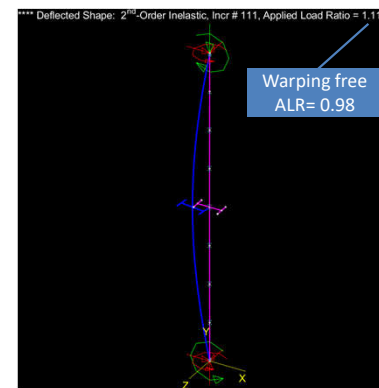 **** Deflected Shape: 2nd-Order Inelastic, Incr # 111, Applied Load Ratio = 1.11
Warping free
ALR= 0.98
Y
Z
X